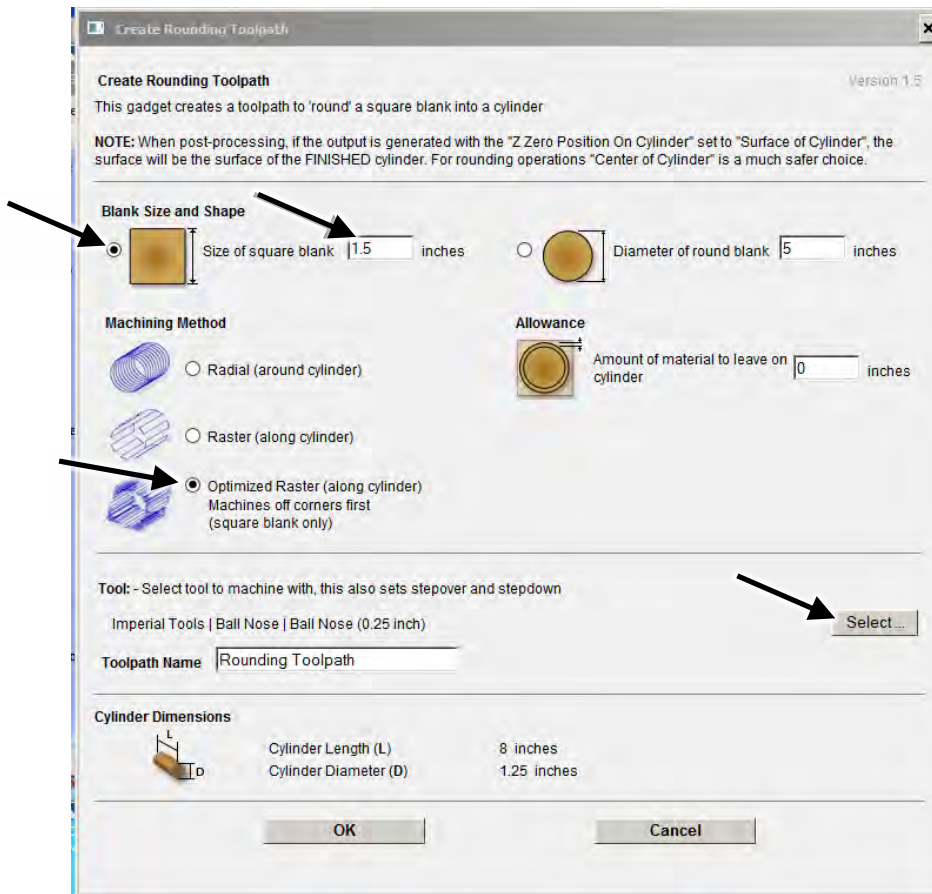 Create Rounding Toolpath
Create Rounding Toolpath
Version 1.5
This gadget creates a toolpath to 'round' a square blank into a cylinder
NOTE: When post-processing, if the output is generated with the "Z Zero Position On Cylinder" set to "Surface of Cylinder", the
surface will be the surface of the FINISHED cylinder. For rounding operations "Center of Cylinder" is a much safer choice.
Blank Size and Shape
Size of square blank 1.5 inches
Diameter of round blank 5 inches
Machining Method
Allowance
Radial (around cylinder)
Amount of material to leave on
cylinder
0 inches
Raster (along cylinder)
Optimized Raster (along cylinder)
Machines off corners first
(square blank only)
Tool: - Select tool to machine with, this also sets stepover and stepdown
Imperial Tools | Ball Nose | Ball Nose (0.25 inch)
Select ...
Toolpath Name Rounding Toolpath
Cylinder Dimensions
L
D
Cylinder Length (L) 8 inches
Cylinder Diameter (D) 1.25 inches
OK
Cancel